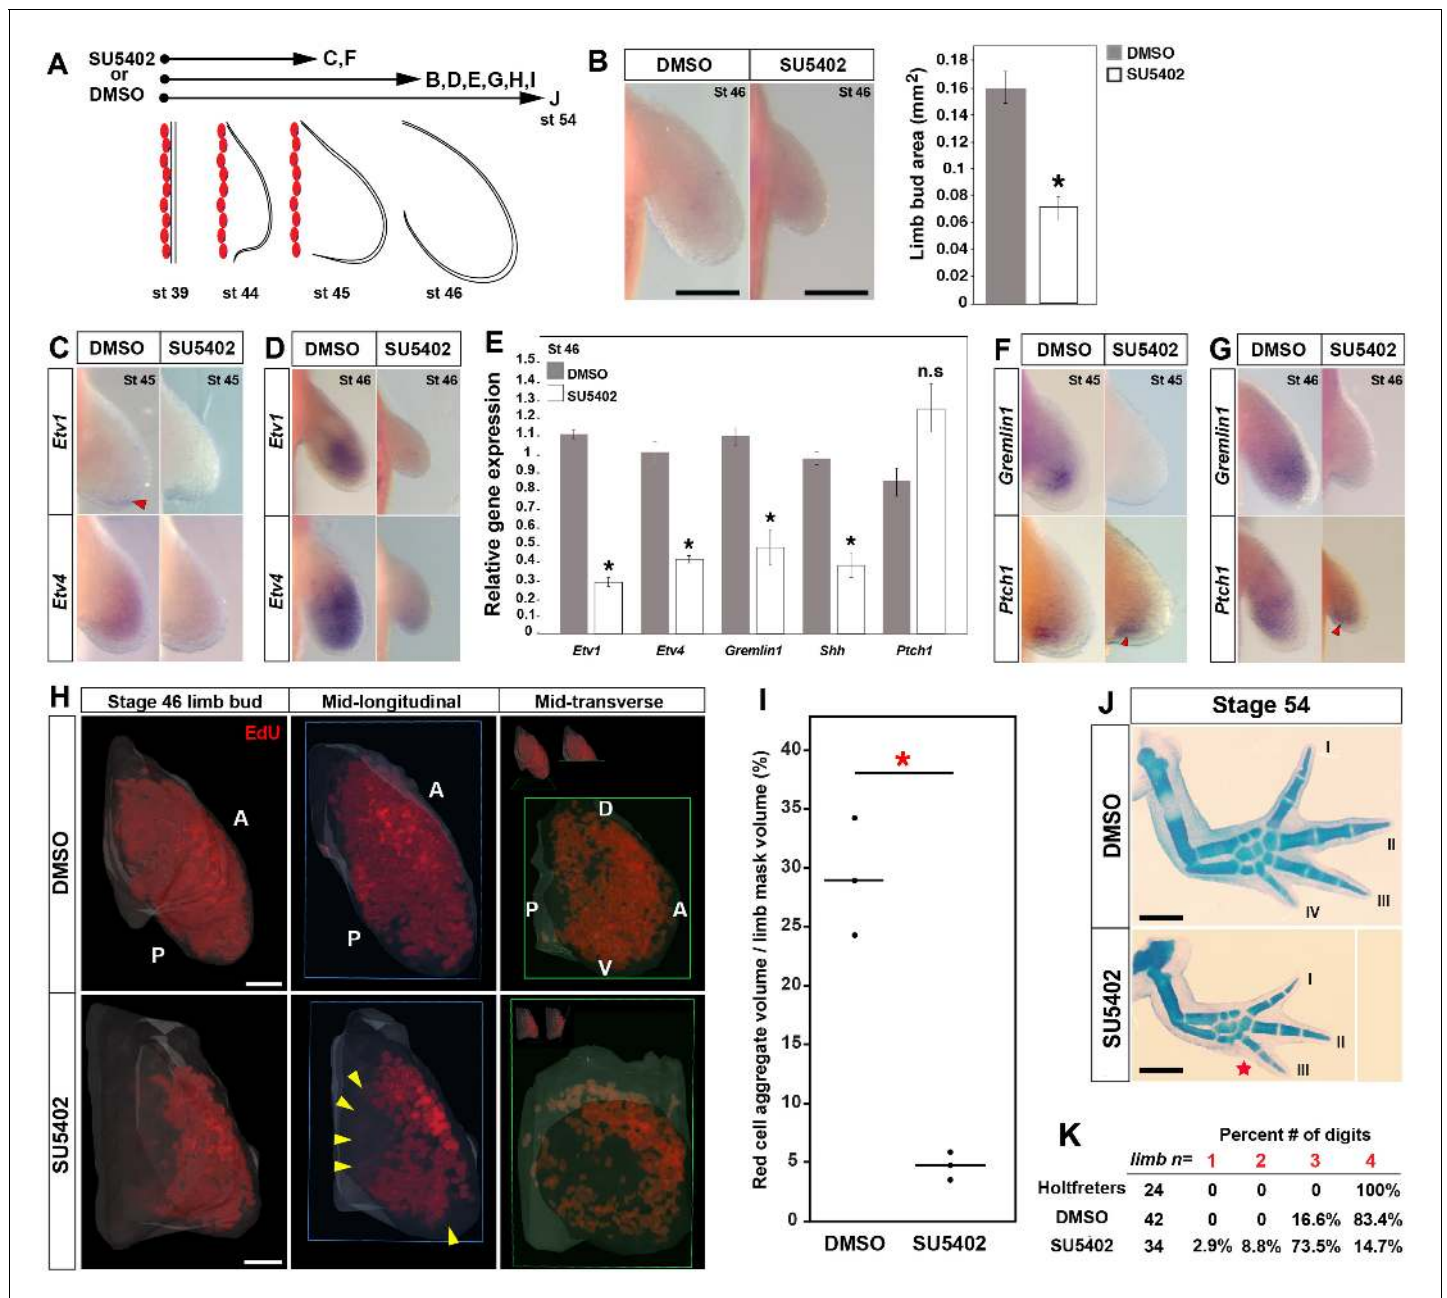 A
SU5402
or
DMSO
C,F
B,D,E,G,H,I
J
st 54
st 39
st 44
st 45
st 46
B
DMSO
SU5402
St 46
St 46
Limb bud area (mm2)
0.18
0.16
0.14
0.12
0.1
0.08
0.06
0.04
0.02
0
*
DMSO
SU5402
C
DMSO
SU5402
Etv1
St 45
St 45
Etv4
D
DMSO
SU5402
Etv1
St 46
St 46
Etv4
E
St 46
DMSO
SU5402
Relative gene expression
1.5
1.4
1.3
1.2
1.1
1
0.9
0.8
0.7
0.6
0.5
0.4
0.3
0.2
0.1
0
*
*
*
*
n.s
Etv1
Etv4
Gremlin1
Shh
Ptch1
F
DMSO
SU5402
Gremlin1
St 45
St 45
Ptch1
G
DMSO
SU5402
Gremlin1
St 46
St 46
Ptch1
H
Stage 46 limb bud
Mid-longitudinal
Mid-transverse
DMSO
EdU
A
P
A
P
D
P
A
V
SU5402
I
Red cell aggregate volume / limb mask volume (%)
40
35
30
25
20
15
10
5
0
*
DMSO
SU5402
J
Stage 54
DMSO
I
II
III
IV
SU5402
I
II
III
K
Percent # of digits
limb n= 1 2 3 4
Holtfreters 24 0 0 0 100%
DMSO 42 0 0 16.6% 83.4%
SU5402 34 2.9% 8.8% 73.5% 14.7%